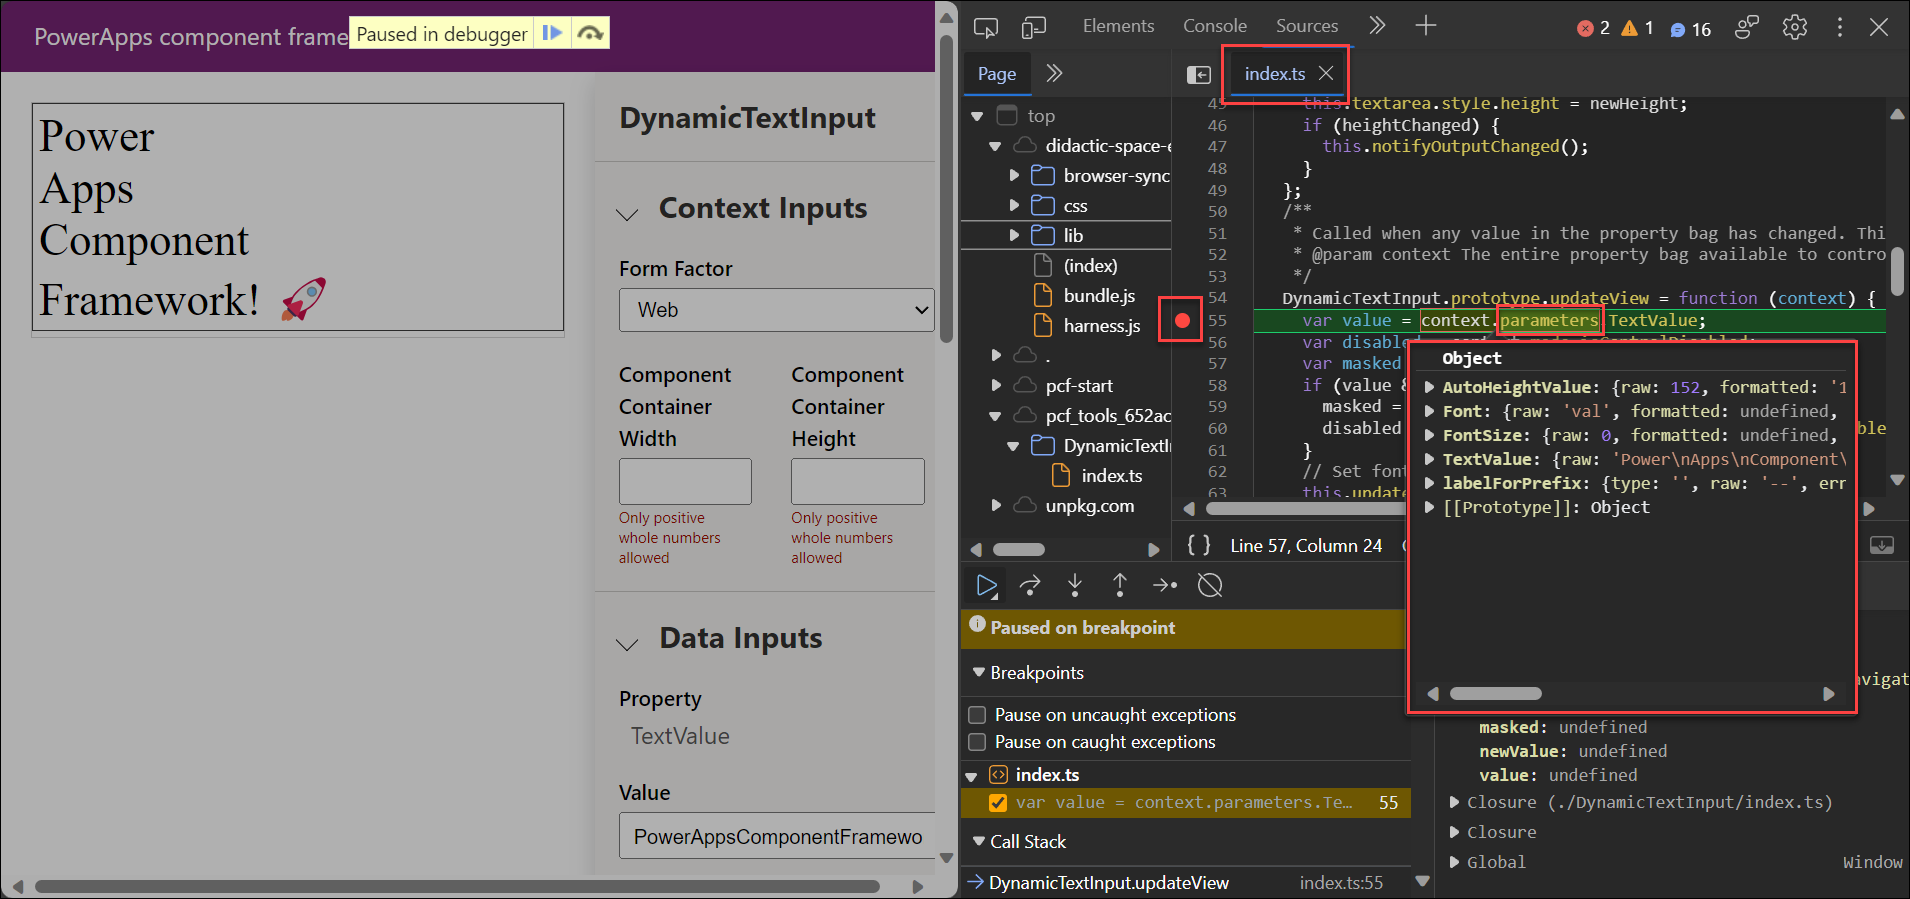 PowerApps component frame
Paused in debugger
Power
Apps
Component
Framework! 🚀
DynamicTextInput
Context Inputs
Form Factor
Web
Component Container Width
Component Container Height
Only positive whole numbers allowed
Only positive whole numbers allowed
Data Inputs
Property
TextValue
Value
PowerAppsComponentFramewo
Elements Console Sources
2 1 16
Page
index.ts
top
didactic-space-e
browser-sync
css
lib
(index)
bundle.js
harness.js
.
pcf-start
pcf_tools_652ac
DynamicTextI
index.ts
unpkg.com
45 this.textarea.style.height = newHeight;
46 if (heightChanged) {
47 this.notifyOutputChanged();
48 }
49 };
50 /**
51 * Called when any value in the property bag has changed. Thi
52 * @param context The entire property bag available to contro
53 */
54 DynamicTextInput.prototype.updateView = function (context) {
55 var value = context.parameters.TextValue;
56 var disabled
57 var masked
58 if (value &
59 masked =
60 disabled ble
61 }
62 // Set font
63 this.update
Object
AutoHeightValue: {raw: 152, formatted: '1
Font: {raw: 'val', formatted: undefined,
FontSize: {raw: 0, formatted: undefined,
TextValue: {raw: 'Power\nApps\nComponent\
labelForPrefix: {type: '', raw: '--', err
[[Prototype]]: Object
{ } Line 57, Column 24
Paused on breakpoint
Breakpoints
Pause on uncaught exceptions
Pause on caught exceptions
index.ts
var value = context.parameters.Te… 55
Call Stack
DynamicTextInput.updateView index.ts:55
avigat
masked: undefined
newValue: undefined
value: undefined
Closure (./DynamicTextInput/index.ts)
Closure
Global Window